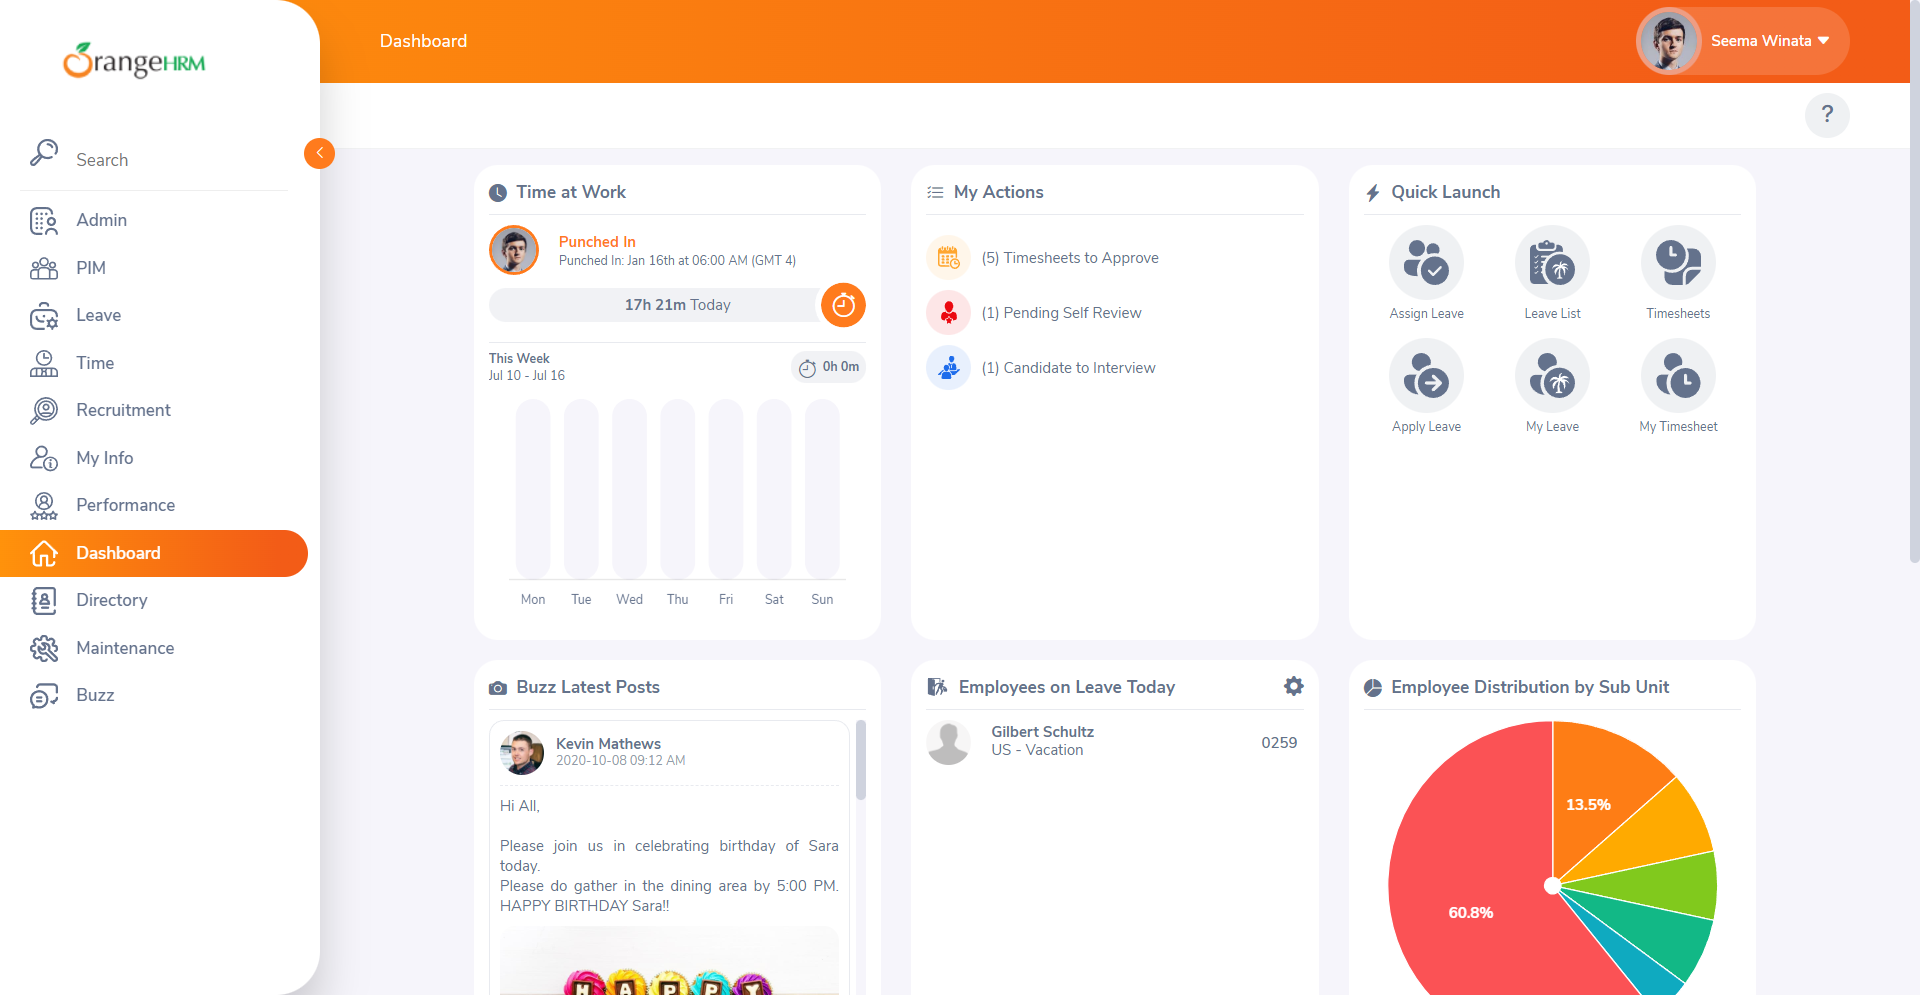 OrangeHRM
Dashboard
Seema Winata
?
Search
Admin
PIM
Leave
Time
Recruitment
My Info
Performance
Dashboard
Directory
Maintenance
Buzz
Time at Work
Punched In
Punched In: Jan 16th at 06:00 AM (GMT 4)
17h 21m Today
This Week
Jul 10 - Jul 16
0h 0m
Mon Tue Wed Thu Fri Sat Sun
My Actions
(5) Timesheets to Approve
(1) Pending Self Review
(1) Candidate to Interview
Quick Launch
Assign Leave Leave List Timesheets
Apply Leave My Leave My Timesheet
Buzz Latest Posts
Kevin Mathews
2020-10-08 09:12 AM
Hi All,
Please join us in celebrating birthday of Sara
today.
Please do gather in the dining area by 5:00 PM.
HAPPY BIRTHDAY Sara!!
HAPPY
Employees on Leave Today
Gilbert Schultz
US - Vacation
0259
Employee Distribution by Sub Unit
13.5%
60.8%